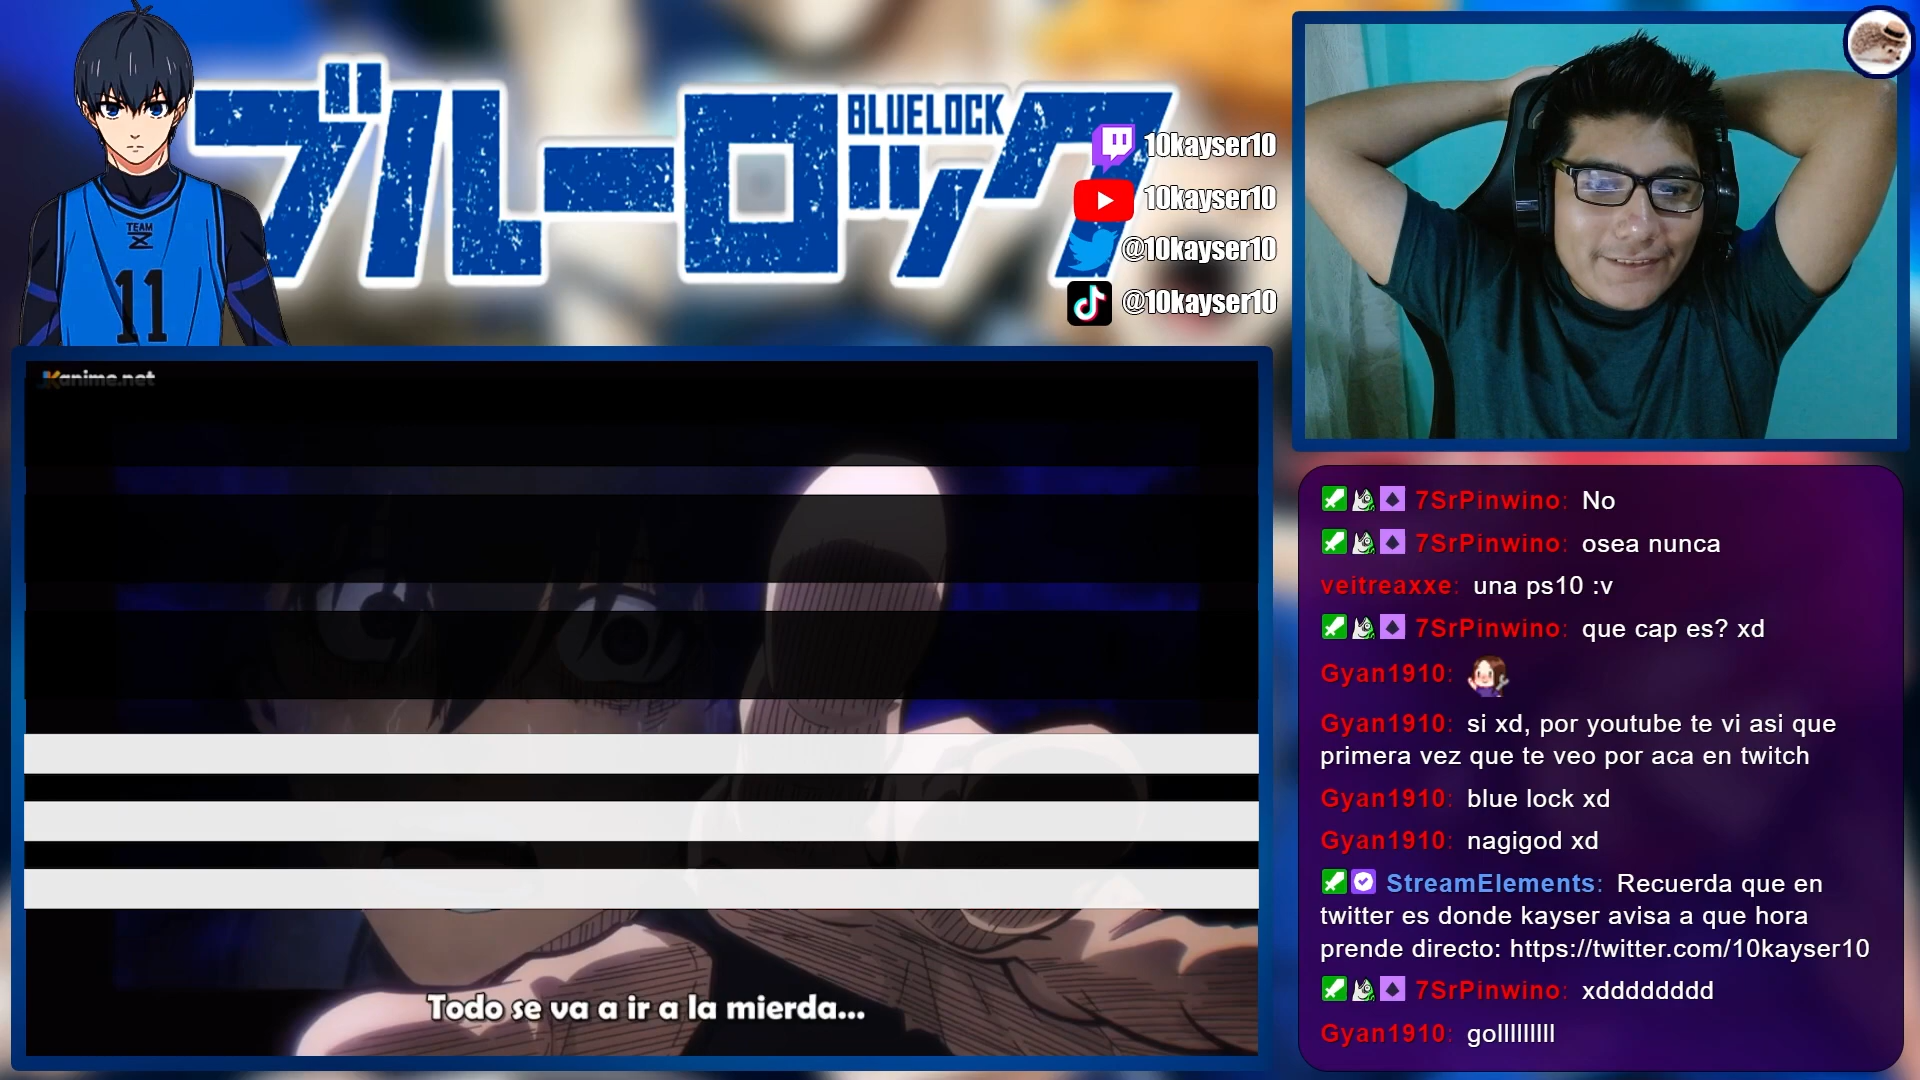 ブルーロック
BLUELOCK
TEAM
Z
11
10kayser10
10kayser10
@10kayser10
@10kayser10
Kanime.net
Todo se va a ir a la mierda...
7SrPinwino: No
7SrPinwino: osea nunca
veitreaxxe: una ps10 :v
7SrPinwino: que cap es? xd
Gyan1910:
Gyan1910: si xd, por youtube te vi asi que
primera vez que te veo por aca en twitch
Gyan1910: blue lock xd
Gyan1910: nagigod xd
StreamElements: Recuerda que en
twitter es donde kayser avisa a que hora
prende directo: https://twitter.com/10kayser10
7SrPinwino: xdddddddd
Gyan1910: golllllllll